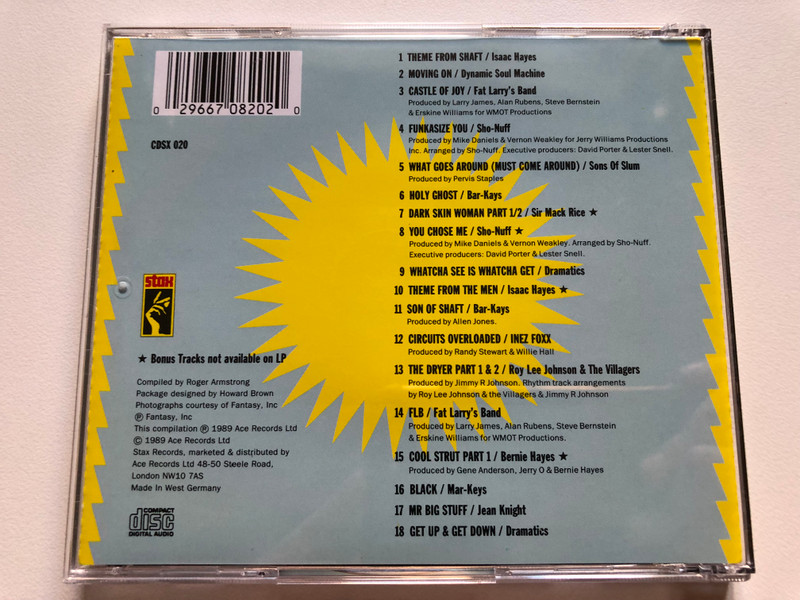 0 29667 08202 0
CDSX 020
stax
★ Bonus Tracks not available on LP
Compiled by Roger Armstrong
Package designed by Howard Brown
Photographs courtesy of Fantasy, Inc
℗ Fantasy, Inc
This compilation ℗ 1989 Ace Records Ltd
© 1989 Ace Records Ltd
Stax Records, marketed & distributed by
Ace Records Ltd 48-50 Steele Road,
London NW10 7AS
Made In West Germany
COMPACT
disc
DIGITAL AUDIO
1 THEME FROM SHAFT / Isaac Hayes
2 MOVING ON / Dynamic Soul Machine
3 CASTLE OF JOY / Fat Larry's Band
Produced by Larry James, Alan Rubens, Steve Bernstein
& Erskine Williams for WMOT Productions
4 FUNKASIZE YOU / Sho-Nuff
Produced by Mike Daniels & Vernon Weakley for Jerry Williams Productions
Inc. Arranged by Sho-Nuff. Executive producers: David Porter & Lester Snell.
5 WHAT GOES AROUND (MUST COME AROUND) / Sons Of Slum
Produced by Pervis Staples
6 HOLY GHOST / Bar-Kays
7 DARK SKIN WOMAN PART 1/2 / Sir Mack Rice ★
8 YOU CHOSE ME / Sho-Nuff ★
Produced by Mike Daniels & Vernon Weakley. Arranged by Sho-Nuff.
Executive producers: David Porter & Lester Snell.
9 WHATCHA SEE IS WHATCHA GET / Dramatics
10 THEME FROM THE MEN / Isaac Hayes ★
11 SON OF SHAFT / Bar-Kays
Produced by Allen Jones.
12 CIRCUITS OVERLOADED / INEZ FOXX
Produced by Randy Stewart & Willie Hall
13 THE DRYER PART 1 & 2 / Roy Lee Johnson & The Villagers
Produced by Jimmy R Johnson. Rhythm track arrangements
by Roy Lee Johnson & the Villagers & Jimmy R Johnson
14 FLB / Fat Larry's Band
Produced by Larry James, Alan Rubens, Steve Bernstein
& Erskine Williams for WMOT Productions.
15 COOL STRUT PART 1 / Bernie Hayes ★
Produced by Gene Anderson, Jerry O & Bernie Hayes
16 BLACK / Mar-Keys
17 MR BIG STUFF / Jean Knight
18 GET UP & GET DOWN / Dramatics